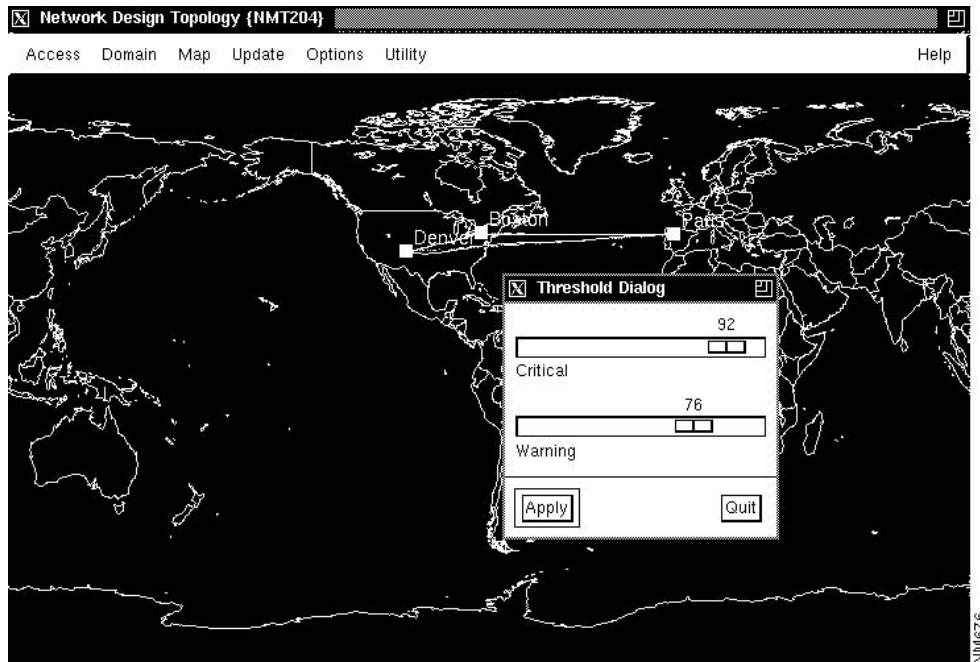 Network Design Topology {NMT204}
Access Domain Map Update Options Utility Help
Boston
Denver
Paris
Threshold Dialog
92
Critical
76
Warning
Apply Quit